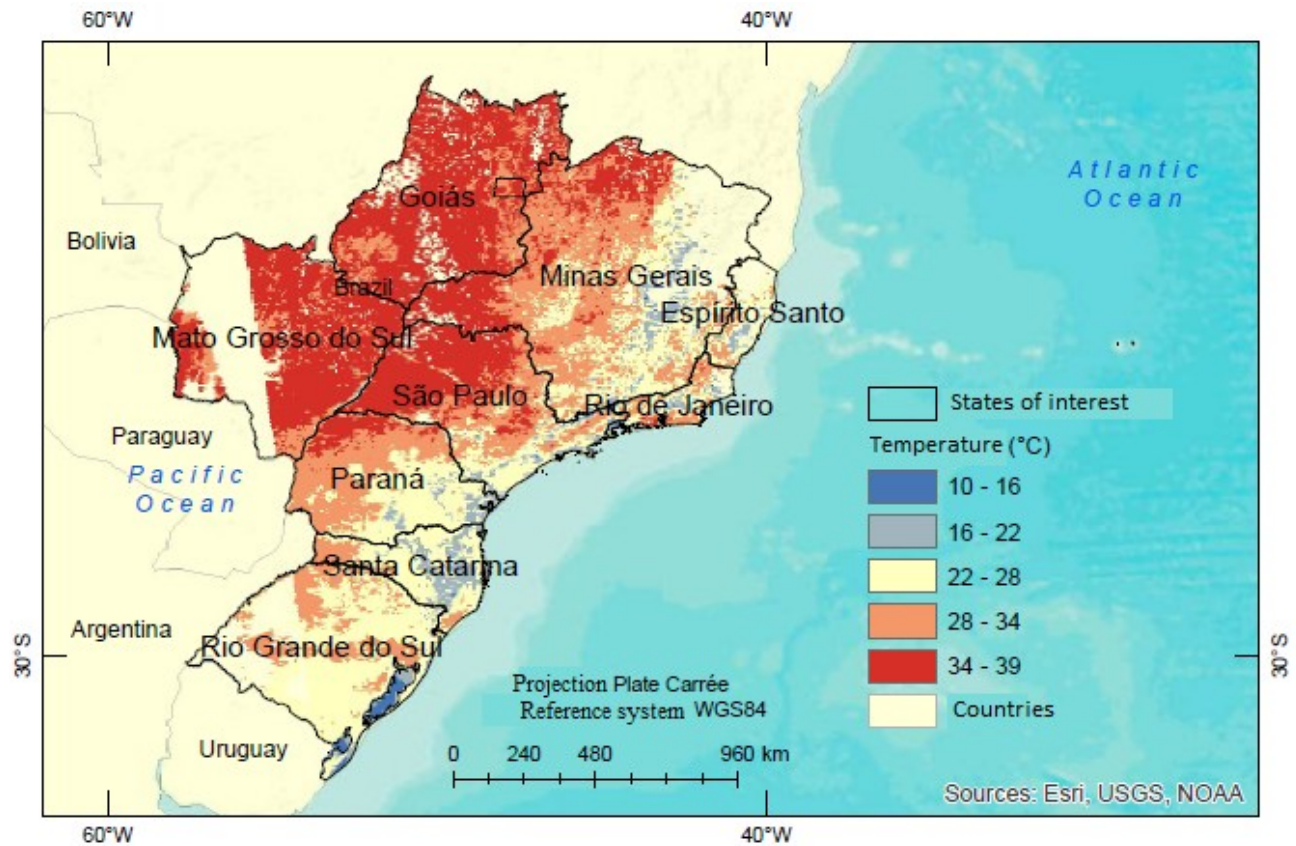 60°W
40°W
Atlantic
Ocean
Goiás
Bolivia
Minas Gerais
Brazil
Espírito Santo
Mato Grosso do Sul
São Paulo
Rio de Janeiro
States of interest
Paraguay
Temperature (°C)
Pacific
Ocean
Paraná
10 - 16
16 - 22
Santa Catarina
22 - 28
Argentina
28 - 34
Rio Grande do Sul
30°S
30°S
34 - 39
Projection Plate Carrée
Reference system WGS84
Countries
Uruguay
0 240 480 960 km
Sources: Esri, USGS, NOAA
60°W
40°W